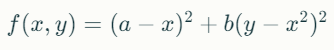 f(x, y) = (a − x)² + b(y − x²)²